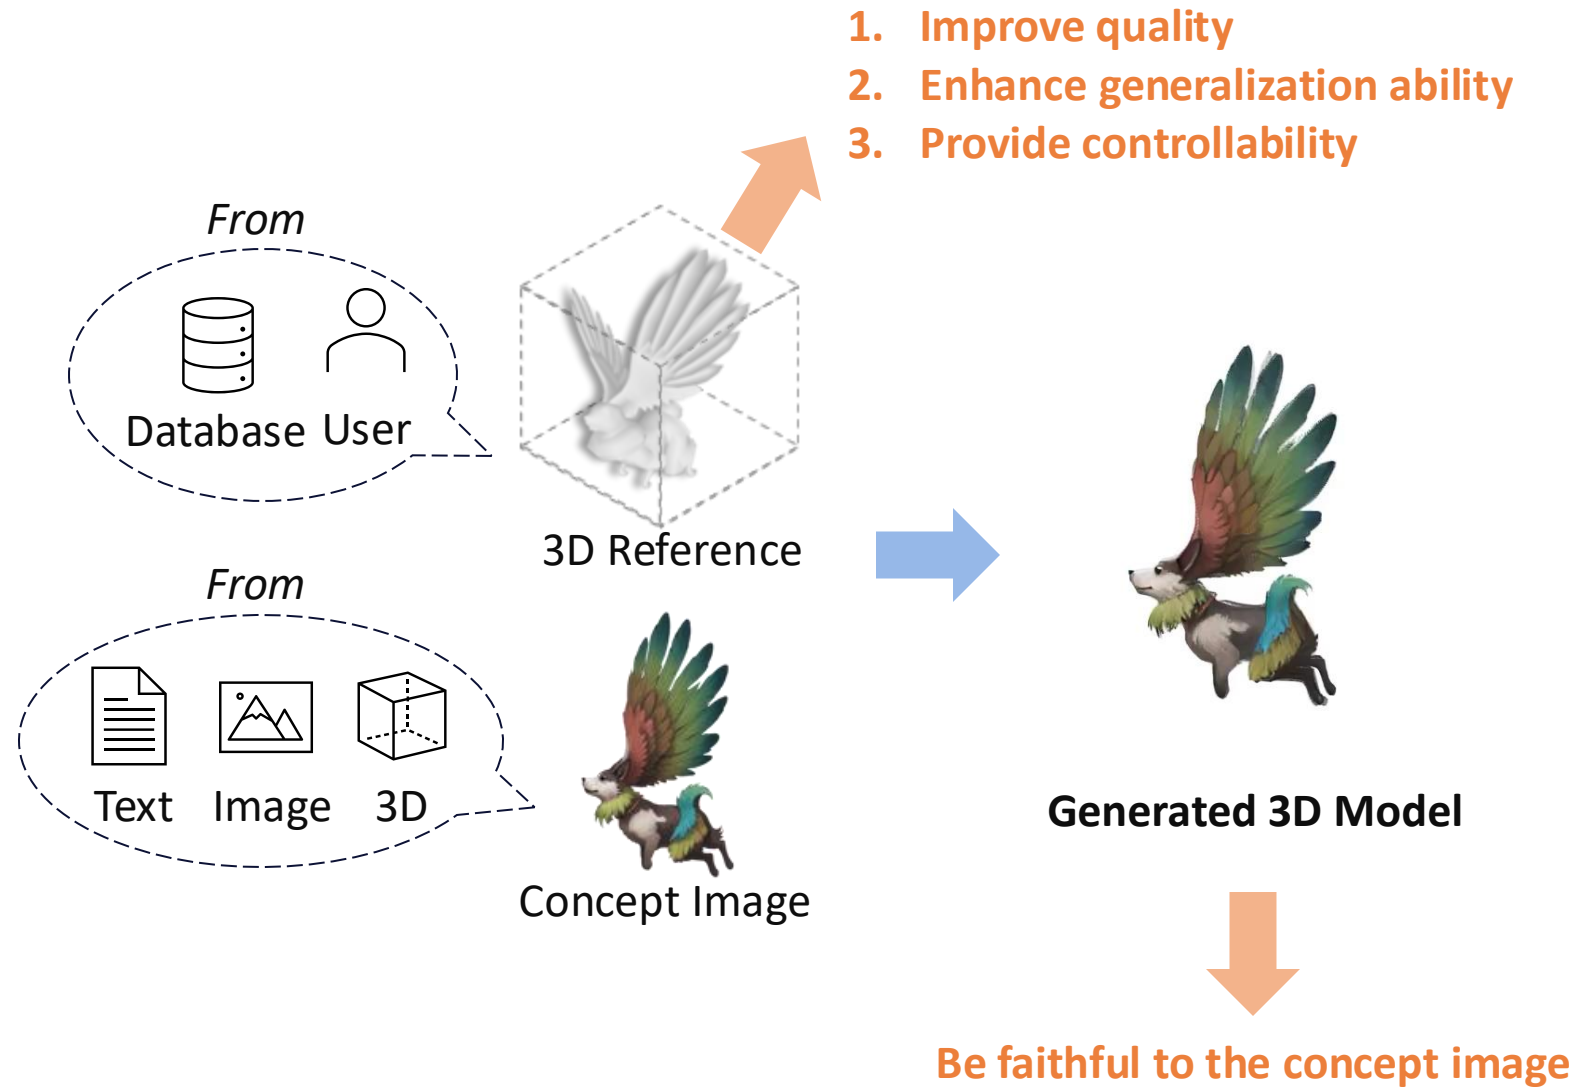 1. Improve quality
2. Enhance generalization ability
3. Provide controllability
From
Database User
3D Reference
From
Text Image 3D
Concept Image
Generated 3D Model
Be faithful to the concept image